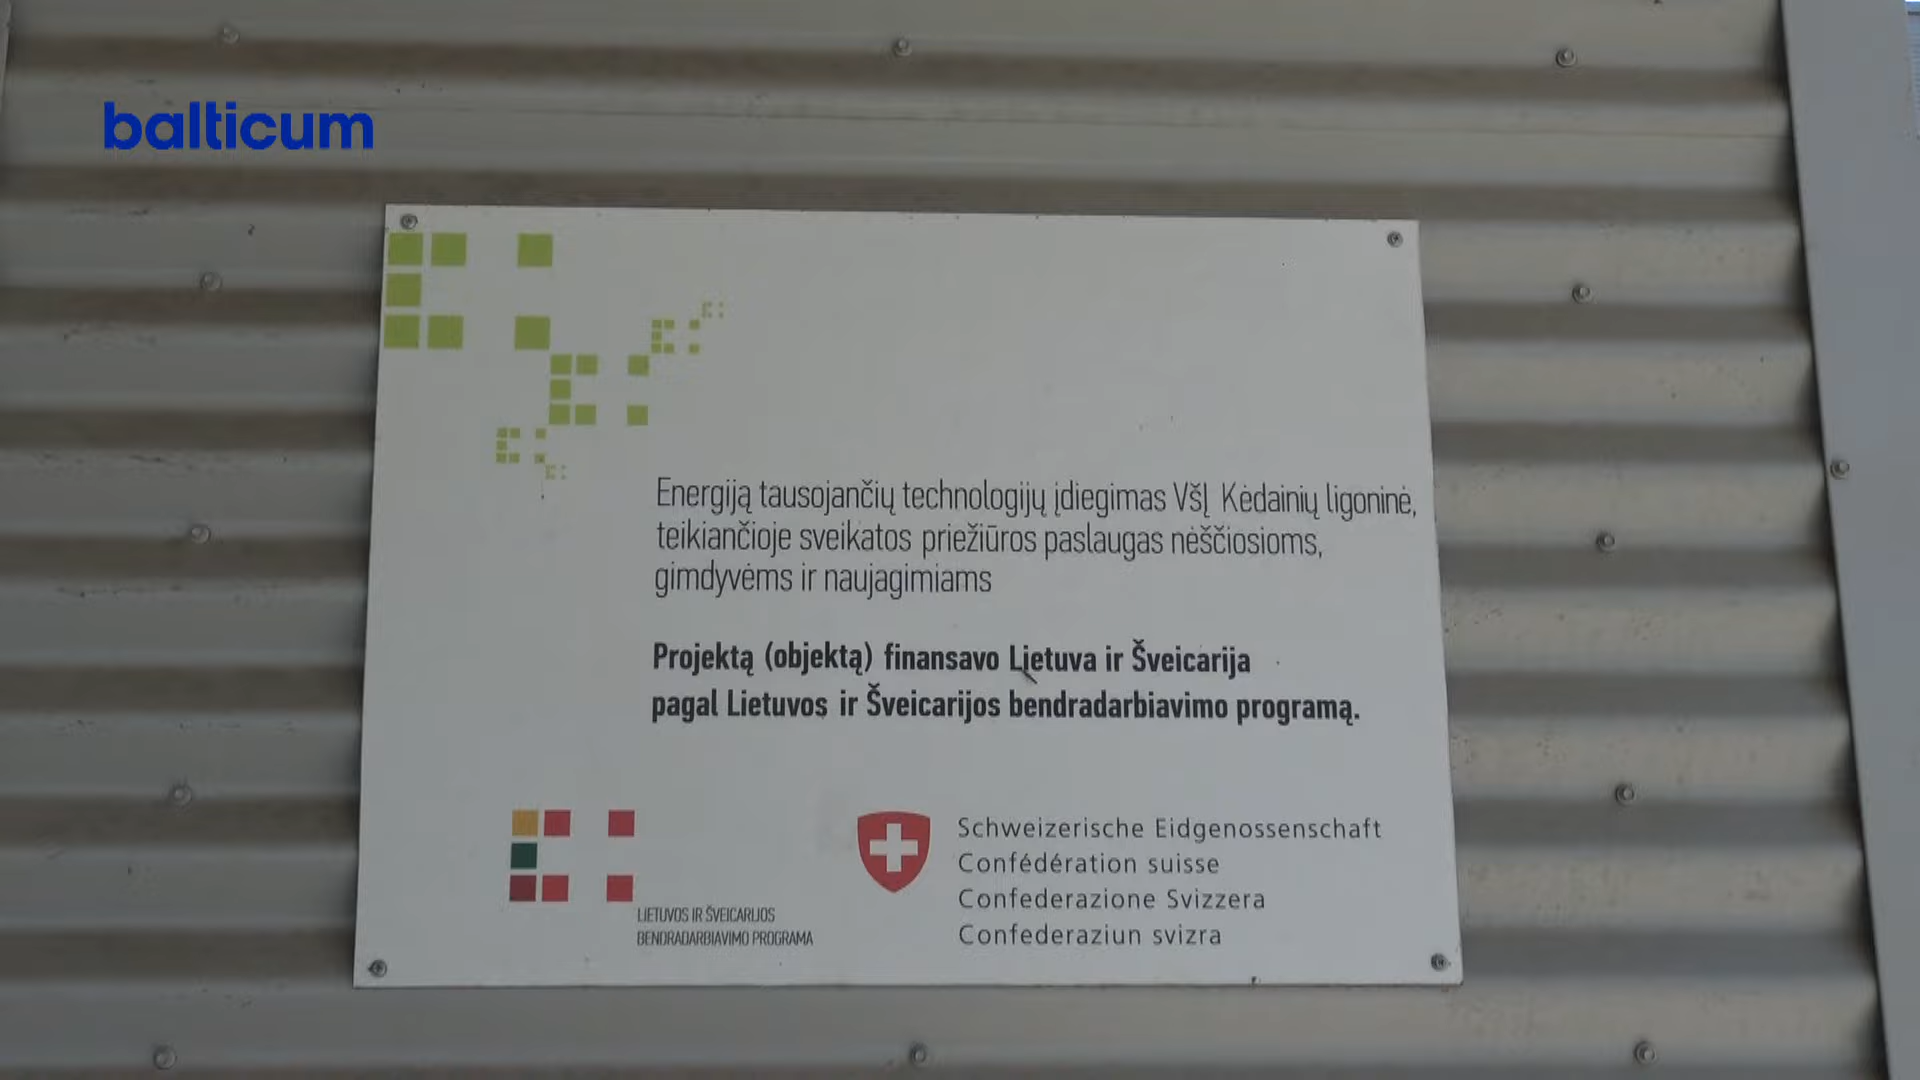 balticum
Energiją tausojančių technologijų įdiegimas VšĮ Kėdainių ligoninė,
teikiančioje sveikatos priežiūros paslaugas nėščiosioms,
gimdyvėms ir naujagimiams
Projektą (objektą) finansavo Lietuva ir Šveicarija
pagal Lietuvos ir Šveicarijos bendradarbiavimo programą.
LIETUVOS IR ŠVEICARIJOS
BENDRADARBIAVIMO PROGRAMA
Schweizerische Eidgenossenschaft
Confédération suisse
Confederazione Svizzera
Confederaziun svizra